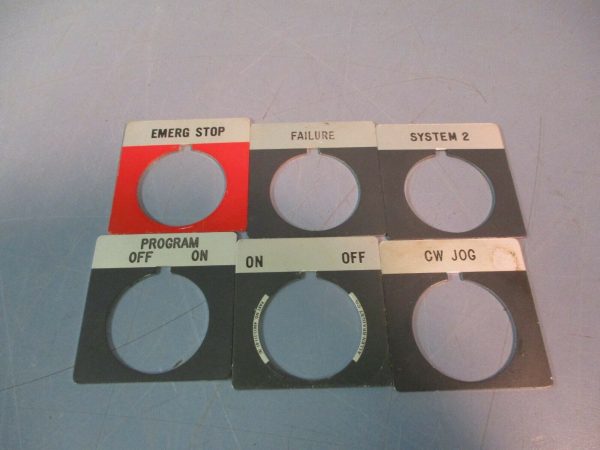 EMERG STOP
FAILURE
SYSTEM 2
PROGRAM
OFF ON
ON OFF
CW JOG